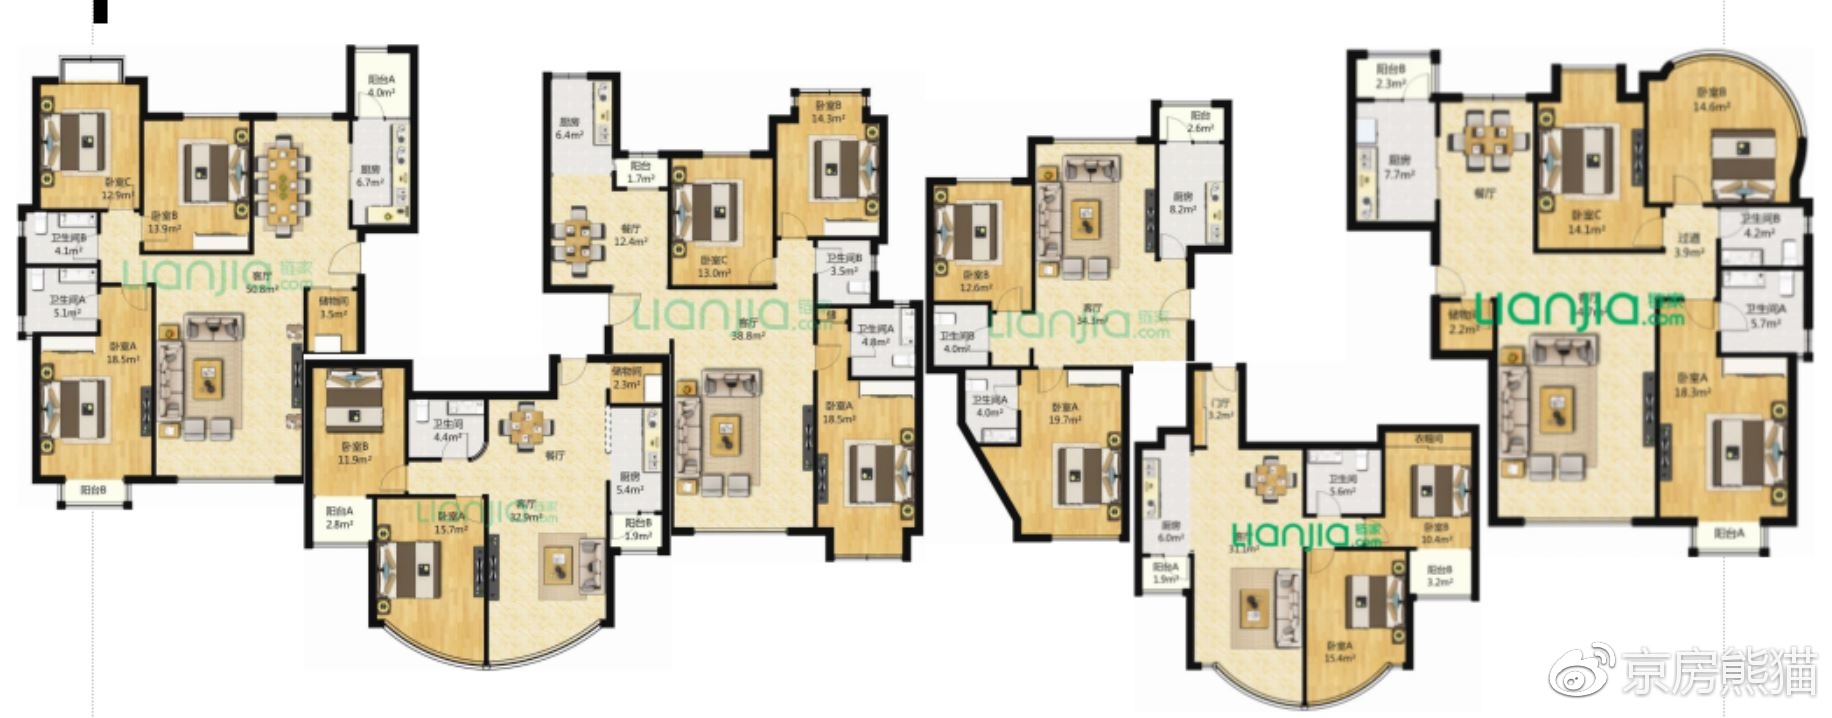 阳台A
4.0m²
卧室C
12.9m²
卧室B
13.9m²
厨房
6.7m²
卫生间B
4.1m²
卫生间A
5.1m²
客厅
50.8m²
储物间
3.5m²
卧室A
18.5m²
阳台B
LIANJIA.链家
.com
卧室B
11.9m²
卫生间
4.4m²
餐厅
储物间
2.3m²
厨房
5.4m²
客厅
32.9m²
阳台A
2.8m²
卧室A
15.7m²
阳台B
1.9m²
LIANJIA
.com
厨房
6.4m²
阳台
1.7m²
餐厅
12.4m²
卧室C
13.0m²
卧室B
14.3m²
卫生间B
3.5m²
客厅
38.8m²
储
卫生间A
4.8m²
卧室A
18.5m²
LIANJIA.链家
.com
阳台
2.6m²
厨房
8.2m²
卧室B
12.6m²
客厅
34.3m²
卫生间B
4.0m²
卫生间A
4.0m²
卧室A
19.7m²
LIANJIA.链家
.com
门厅
3.2m²
厨房
6.0m²
卫生间
5.6m²
衣帽间
卧室B
10.4m²
31.1m²
阳台A
1.9m²
阳台B
3.2m²
卧室A
15.4m²
LIANJIA.链家
.com
阳台B
2.3m²
厨房
7.7m²
餐厅
卧室C
14.1m²
卧室B
14.6m²
过道
3.9m²
卫生间B
4.2m²
卫生间A
5.7m²
储物间
2.2m²
卧室A
18.3m²
阳台A
LIANJIA.链家
.com
京房熊猫